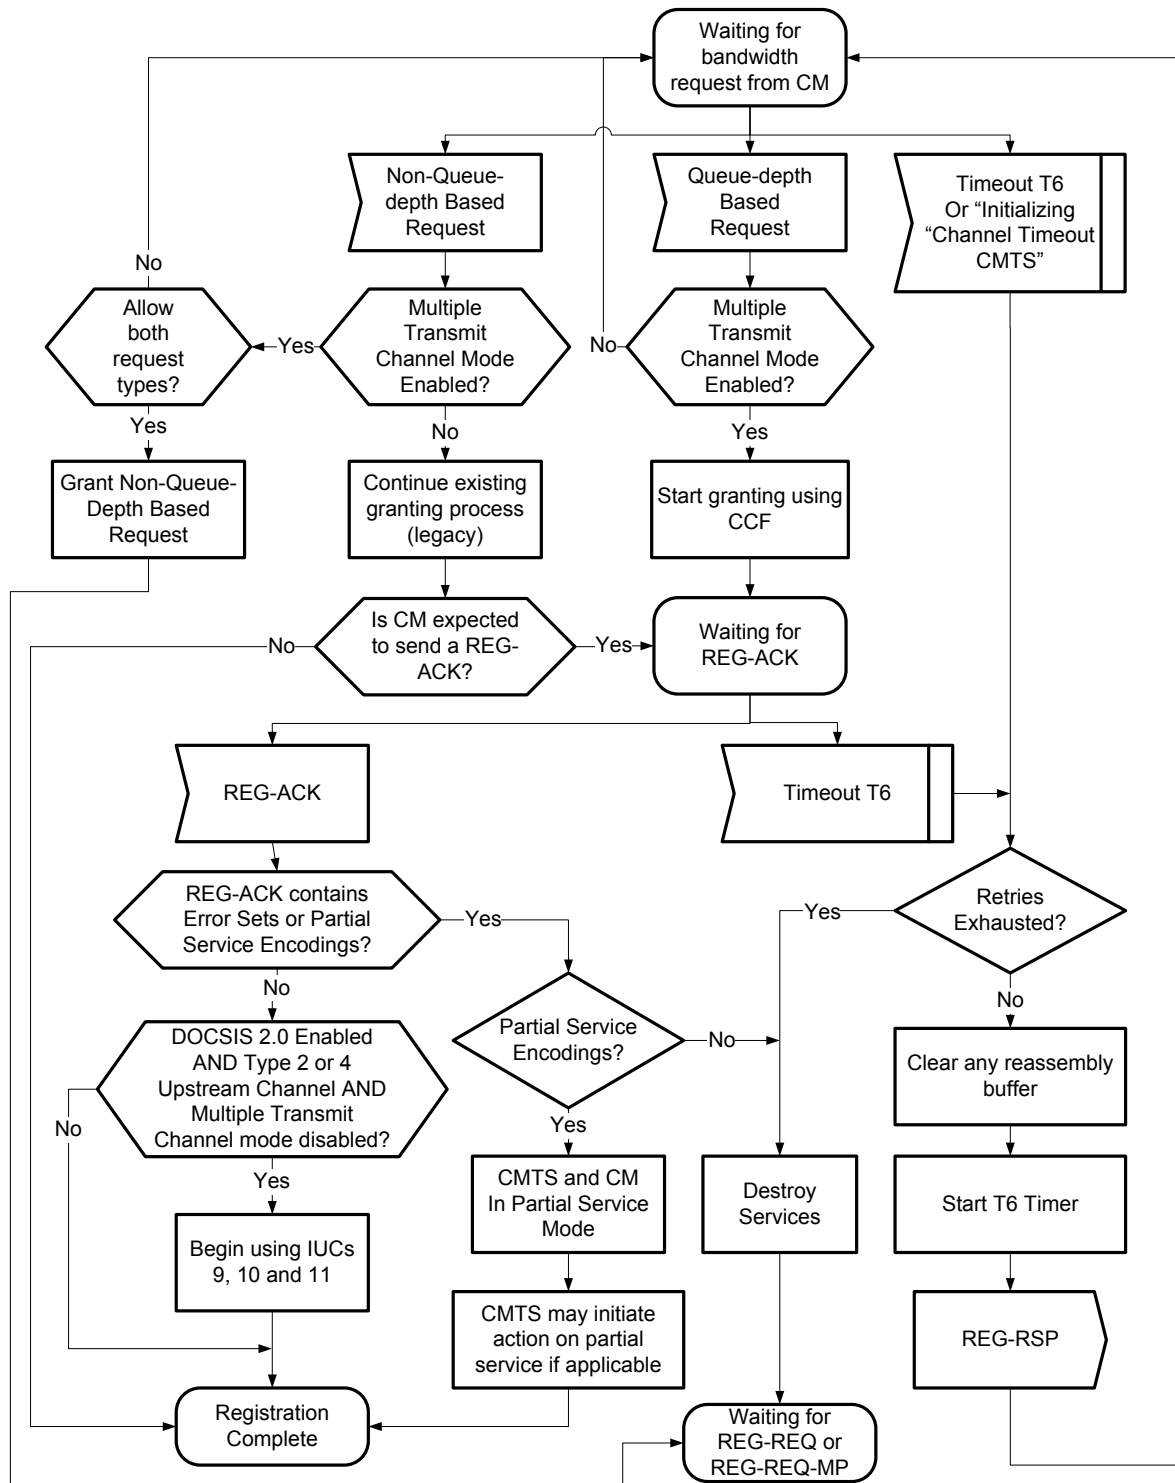 Waiting for
bandwidth
request from CM
Non-Queue-
depth Based
Request
Queue-depth
Based
Request
Timeout T6
Or “Initializing
“Channel Timeout
CMTS”
No
Allow
both
request
types?
Yes
Multiple
Transmit
Channel Mode
Enabled?
No
Multiple
Transmit
Channel Mode
Enabled?
Yes
No
Yes
Grant Non-Queue-
Depth Based
Request
Continue existing
granting process
(legacy)
Start granting using
CCF
No
Is CM expected
to send a REG-
ACK?
Yes
Waiting for
REG-ACK
REG-ACK
Timeout T6
REG-ACK contains
Error Sets or Partial
Service Encodings?
Yes
Yes
Retries
Exhausted?
No
No
DOCSIS 2.0 Enabled
AND Type 2 or 4
Upstream Channel AND
Multiple Transmit
Channel mode disabled?
Partial Service
Encodings?
No
Clear any reassembly
buffer
No
Yes
Yes
CMTS and CM
In Partial Service
Mode
Destroy
Services
Start T6 Timer
Begin using IUCs
9, 10 and 11
CMTS may initiate
action on partial
service if applicable
REG-RSP
Registration
Complete
Waiting for
REG-REQ or
REG-REQ-MP